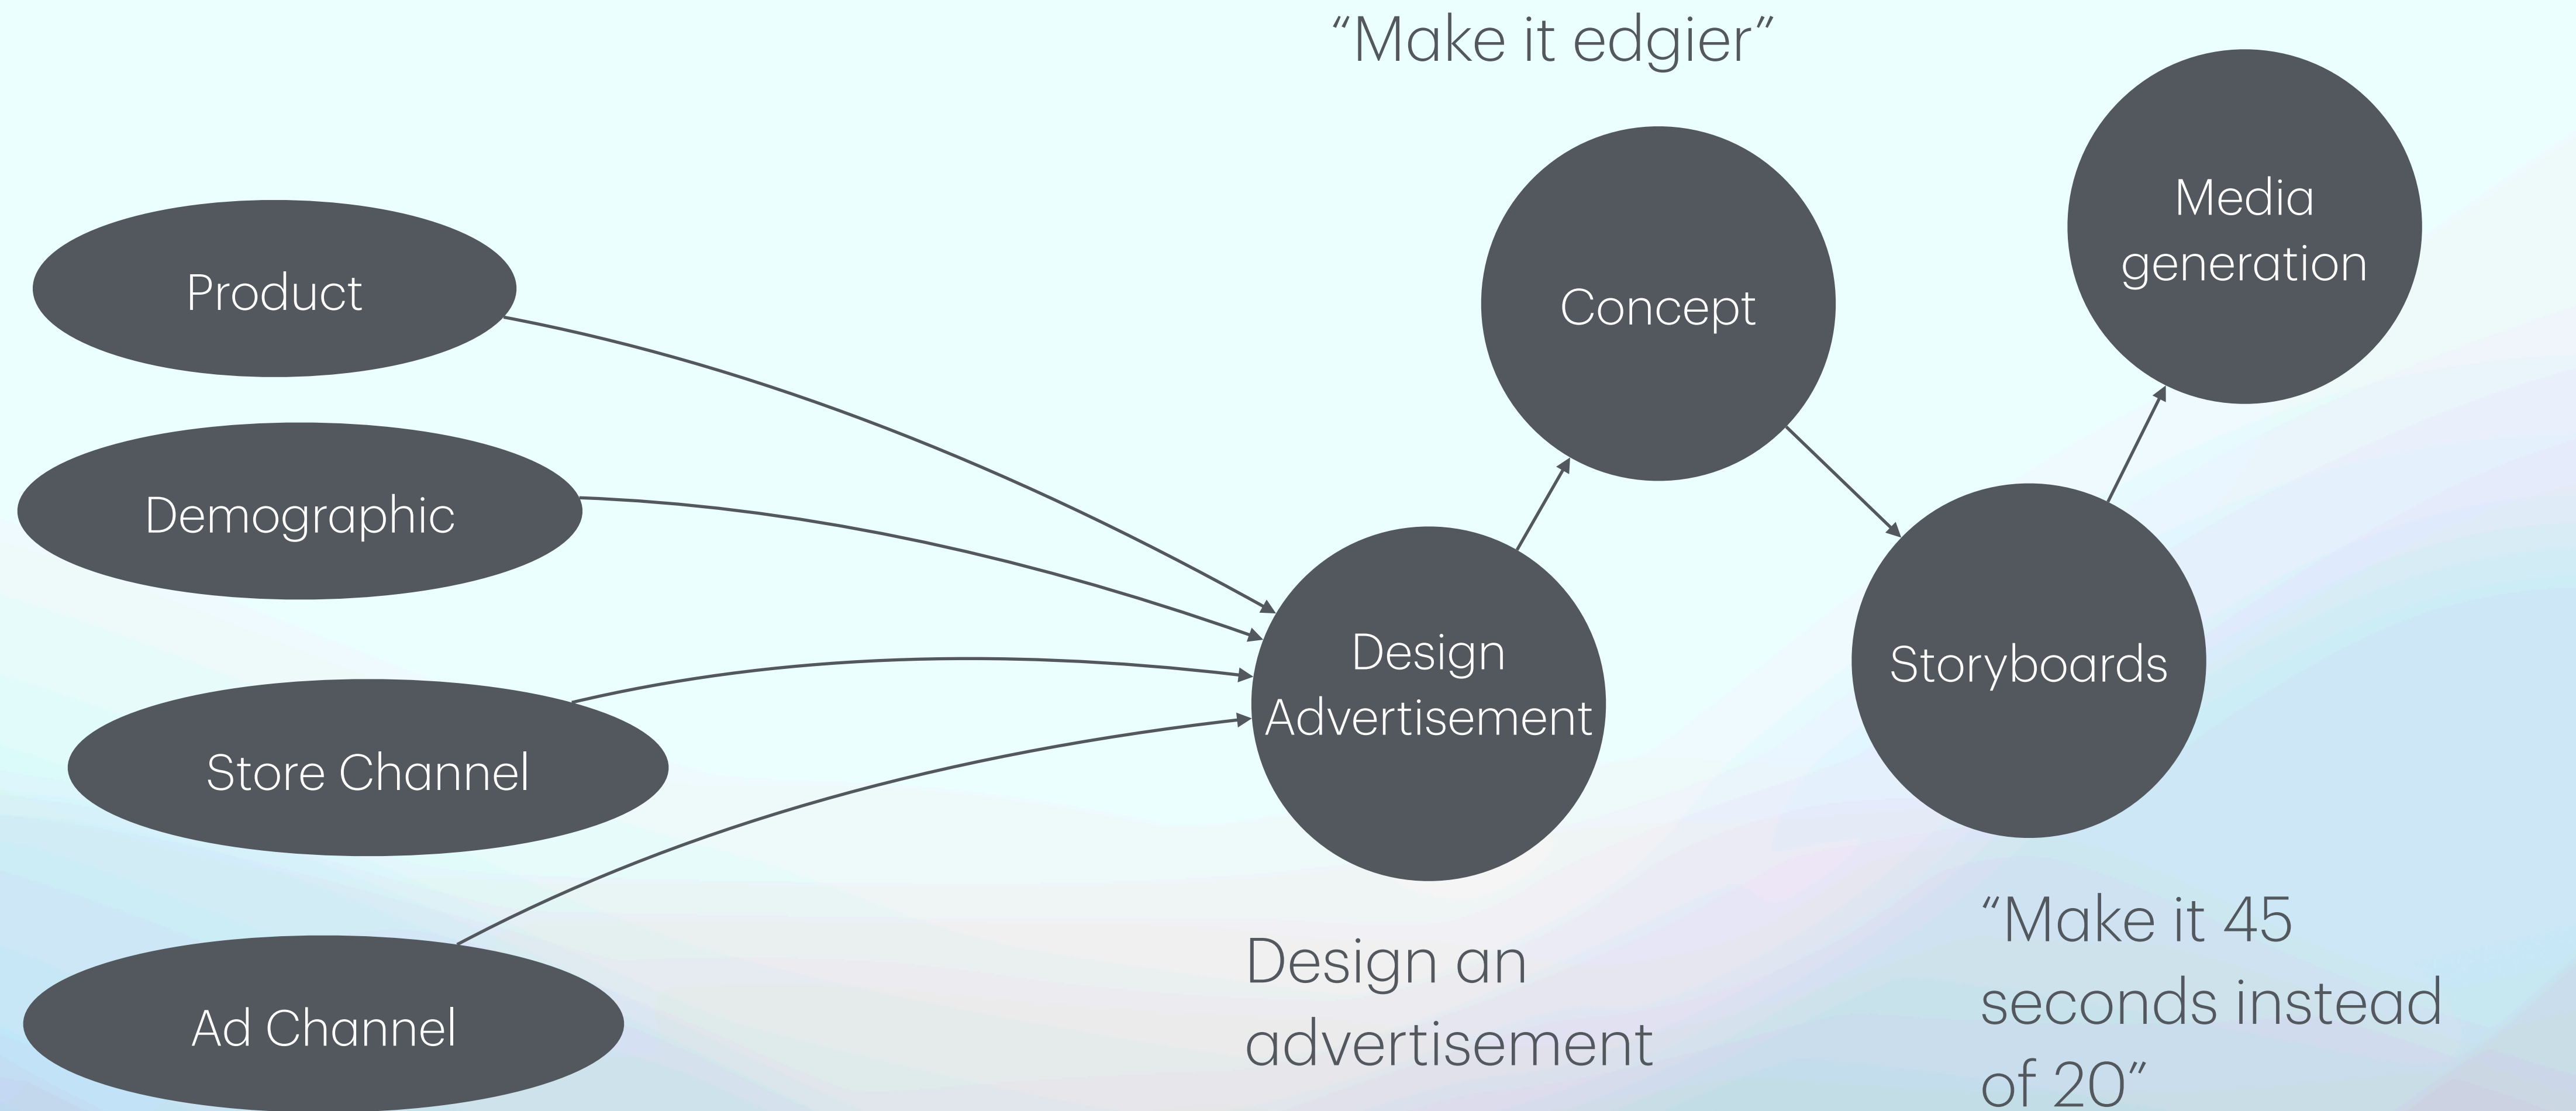 “Make it edgier”
Media
generation
Concept
Product
Demographic
Design
Advertisement
Storyboards
Store Channel
Ad Channel
Design an
advertisement
“Make it 45
seconds instead
of 20”